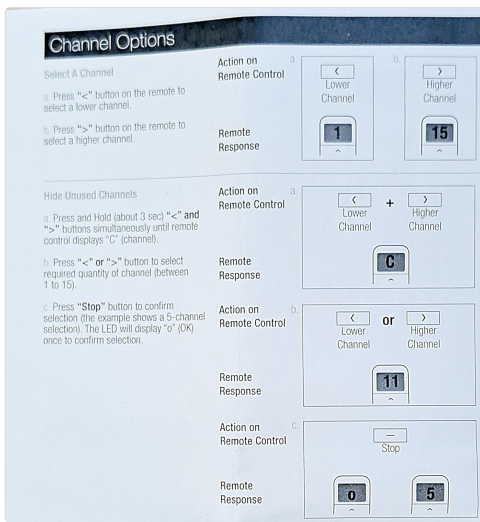 Channel Options
Select A Channel
a. Press "<" button on the remote to
select a lower channel.
b. Press ">" button on the remote to
select a higher channel.
Action on
Remote Control
a.
<
Lower
Channel
b.
>
Higher
Channel
Remote
Response
1
15
Hide Unused Channels
a. Press and Hold (about 3 sec) "<" and
">" buttons simultaneously until remote
control displays "C" (channel).
b. Press "<" or ">" button to select
required quantity of channel (between
1 to 15).
c. Press "Stop" button to confirm
selection (the example shows a 5-channel
selection). The LED will display "o" (OK)
once to confirm selection.
Action on
Remote Control
a.
< + >
Lower Higher
Channel Channel
Remote
Response
C
Action on
Remote Control
b.
< or >
Lower Higher
Channel Channel
Remote
Response
11
Action on
Remote Control
c.
Stop
Remote
Response
o 5